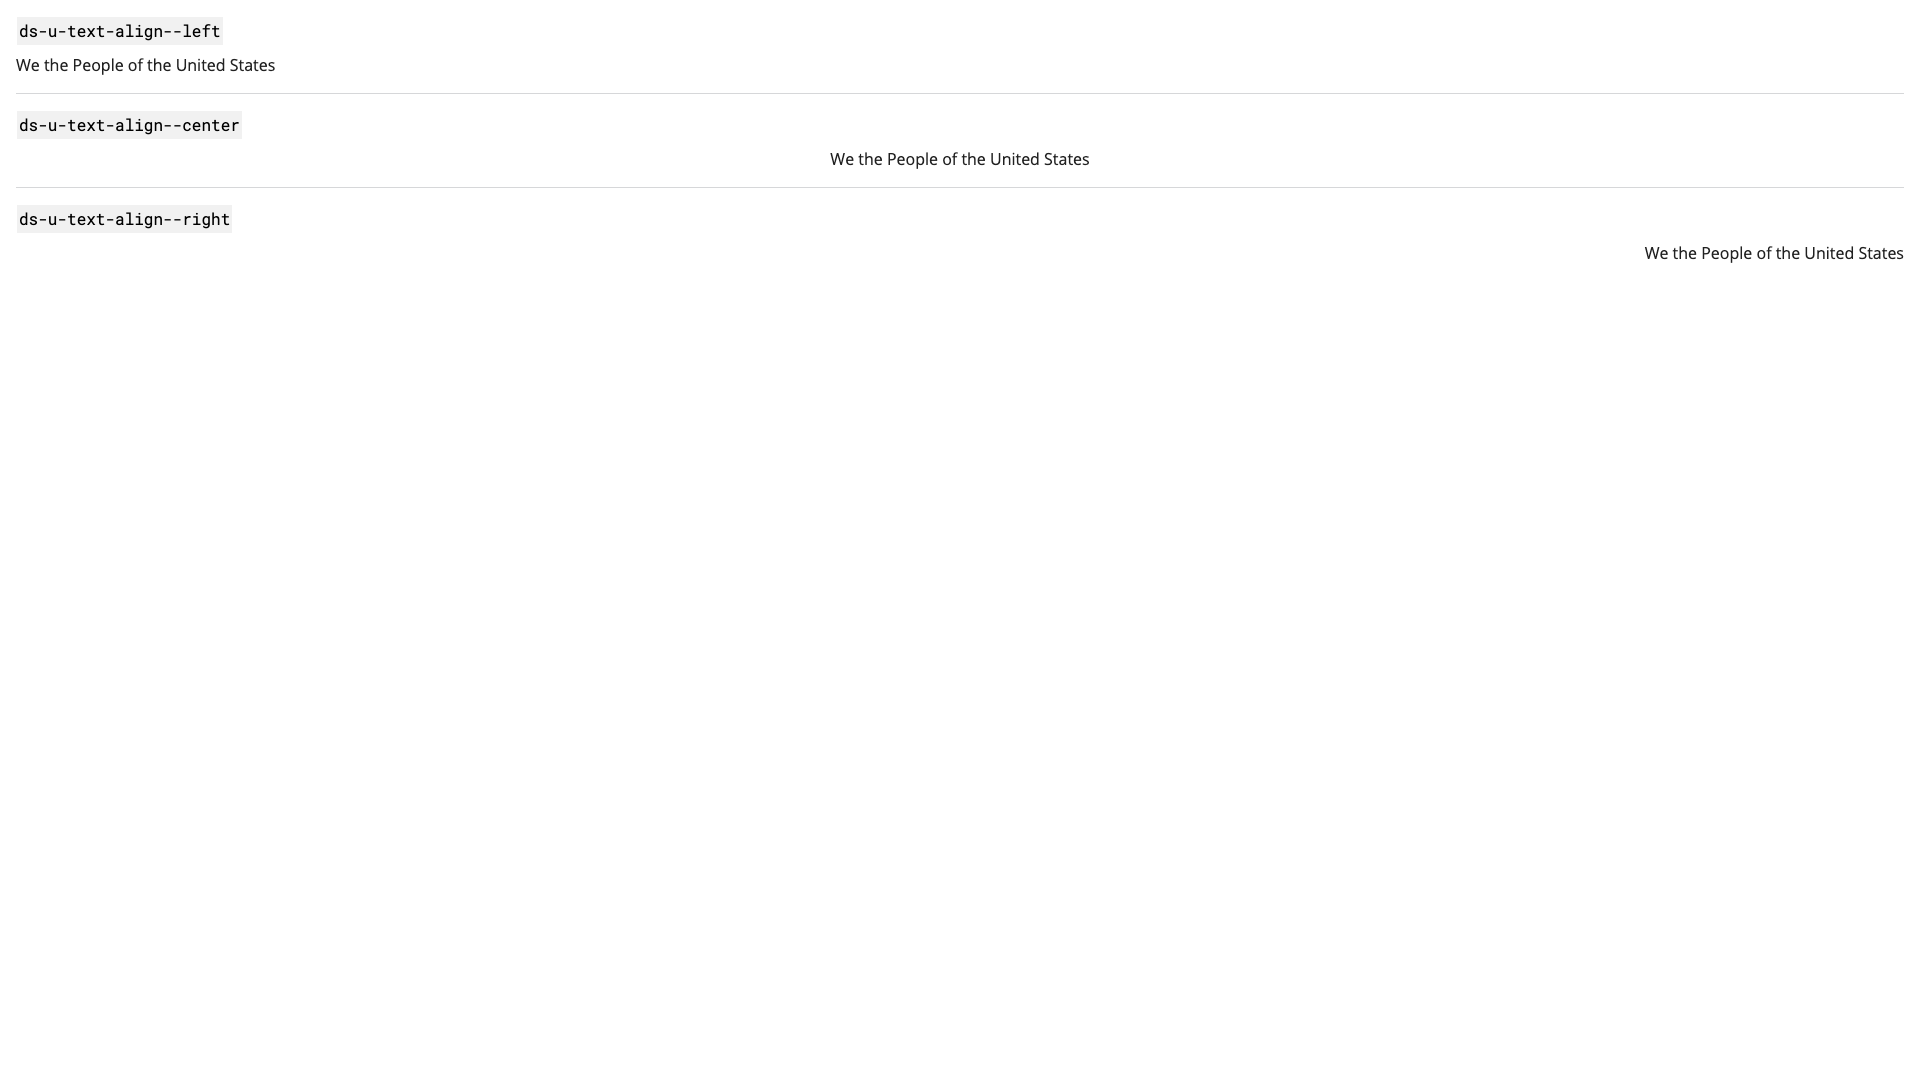 ds-u-text-align--left
We the People of the United States
ds-u-text-align--center
We the People of the United States
ds-u-text-align--right
We the People of the United States